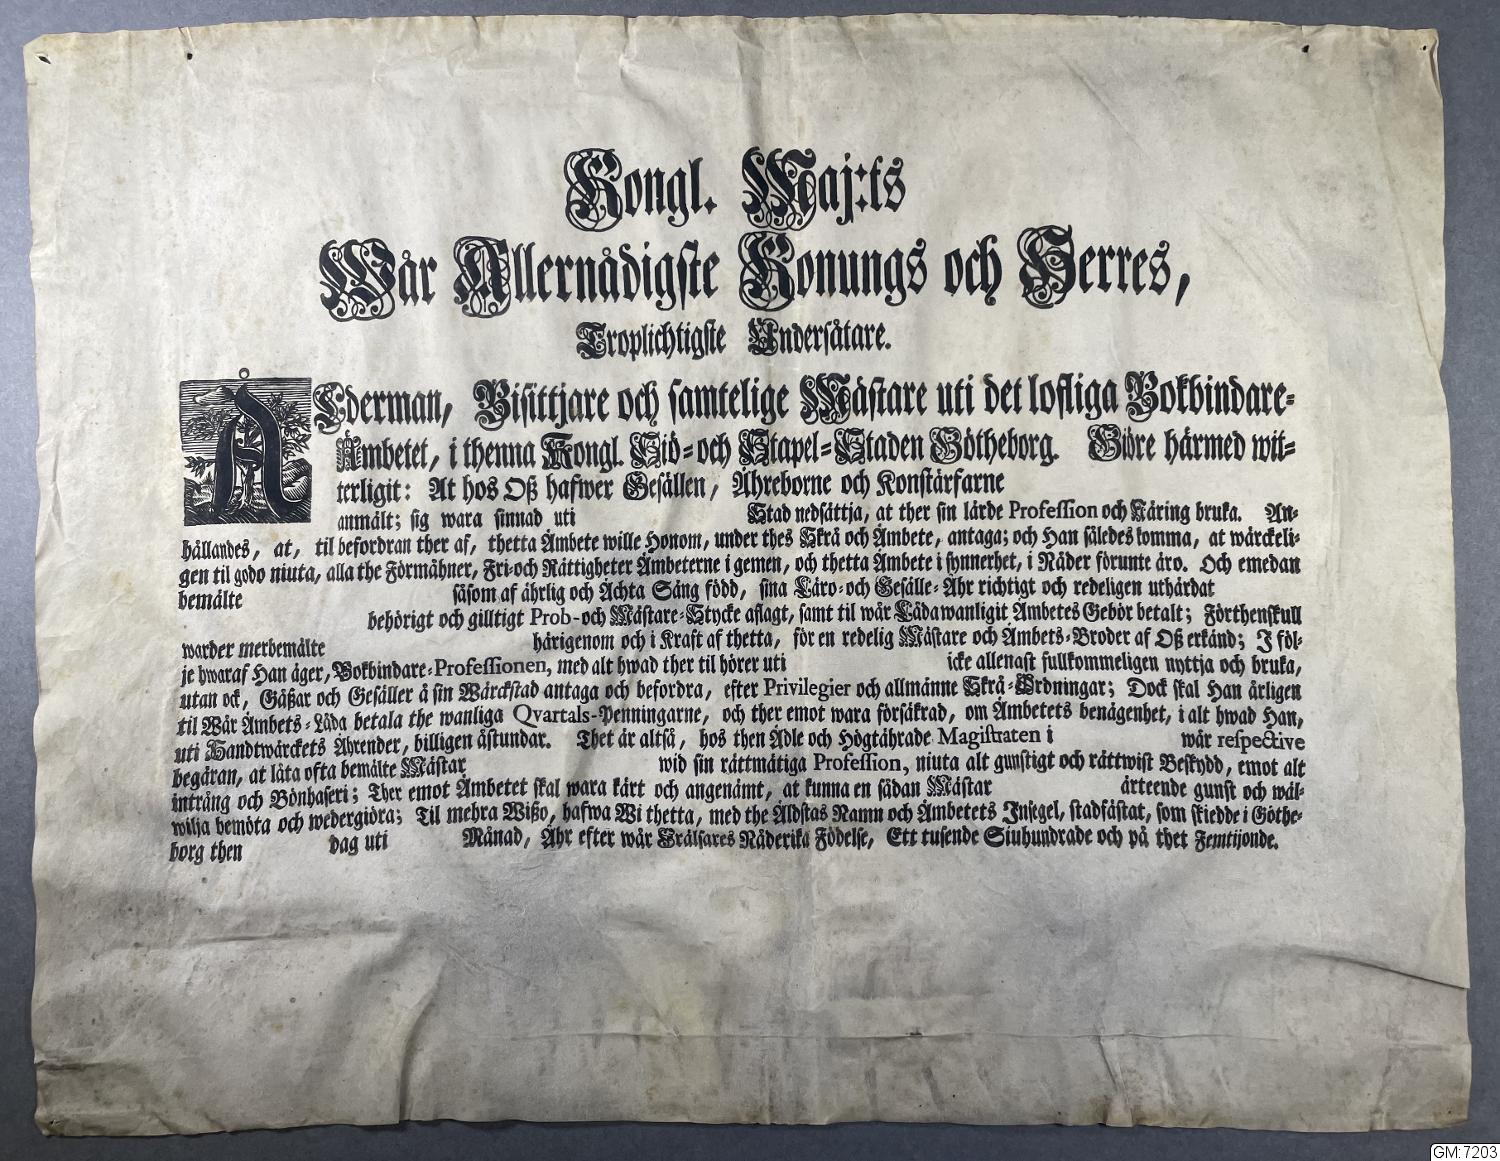 Kongl. Maj:ts
Wår Allernådigste Konungs och Herres,
Troplichtigste Undersåtare.
ÅLderman, Bisittjare och samtelige Mästare uti det lofliga Bokbindare-
Ämbetet, i thenna Kongl. Siö- och Stapel-Staden Götheborg. Giöre härmed wit-
terligit: At hos Oß hafwer Gesällen, Ähreborne och Konstärfarne
anmält; sig wara sinnad uti Stad nedsättja, at ther sin lärde Profession och Näring bruka. An-
hållandes, at, til befordran ther af, thetta Ämbete wille Honom, under thes Skrå och Ämbete, antaga; och Han således komma, at wärckeli-
gen til godo niuta, alla the Förmåhner, Fri- och Rättigheter Ämbeterne i gemen, och thetta Ämbete i synnerhet, i Nåder förunte äro. Och emedan
bemälte såsom af ährlig och Ächta Säng född, sina Läro- och Gesälle-Åhr richtigt och redeligen uthärdat
behörigt och gilltigt Prob- och Mästare-Stycke aflagt, samt til wår Låda wanligit Ämbetes Gebör betalt; Förthenskull
warder merbemälte härigenom och i Kraft af thetta, för en redelig Mästare och Ämbets-Broder af Oß erkänd; I föl-
je hwaraf Han äger, Bokbindare-Professionen, med alt hwad ther til hörer uti icke allenast fullkommeligen nyttja och bruka,
utan ock, Gåßar och Gesäller å sin Wärckstad antaga och befordra, efter Privilegier och allmänne Skrå-Ordningar; Dock skal Han årligen
til Wår Ämbets-Låda betala the wanliga Qvartals-Penningarne, och ther emot wara försäkrad, om Ämbetets benägenhet, i alt hwad Han,
uti Handtwärckets Ährender, billigen åstundar. Thet är altså, hos then Ädle och Högtährade Magistraten i wår respective
begäran, at låta ofta bemälte Mästar wid sin rättmätiga Profession, niuta alt gunstigt och rättwist Beskydd, emot alt
intrång och Bönhaseri; Ther emot Ämbetet skal wara kärt och angenämt, at kunna en sådan Mästar ärteende gunst och wäl-
wilja bemöta och wedergiöra; Til mehra Wißo, hafwa Wi thetta, med the Äldstas Namn och Ämbetets Insegel, stadfästat, som skiedde i Göthe-
borg then dag uti Månad, Åhr efter wår Frälsares Nåderika Födelse, Ett tusende Siuhundrade och på thet Femtijonde.
GM:7203